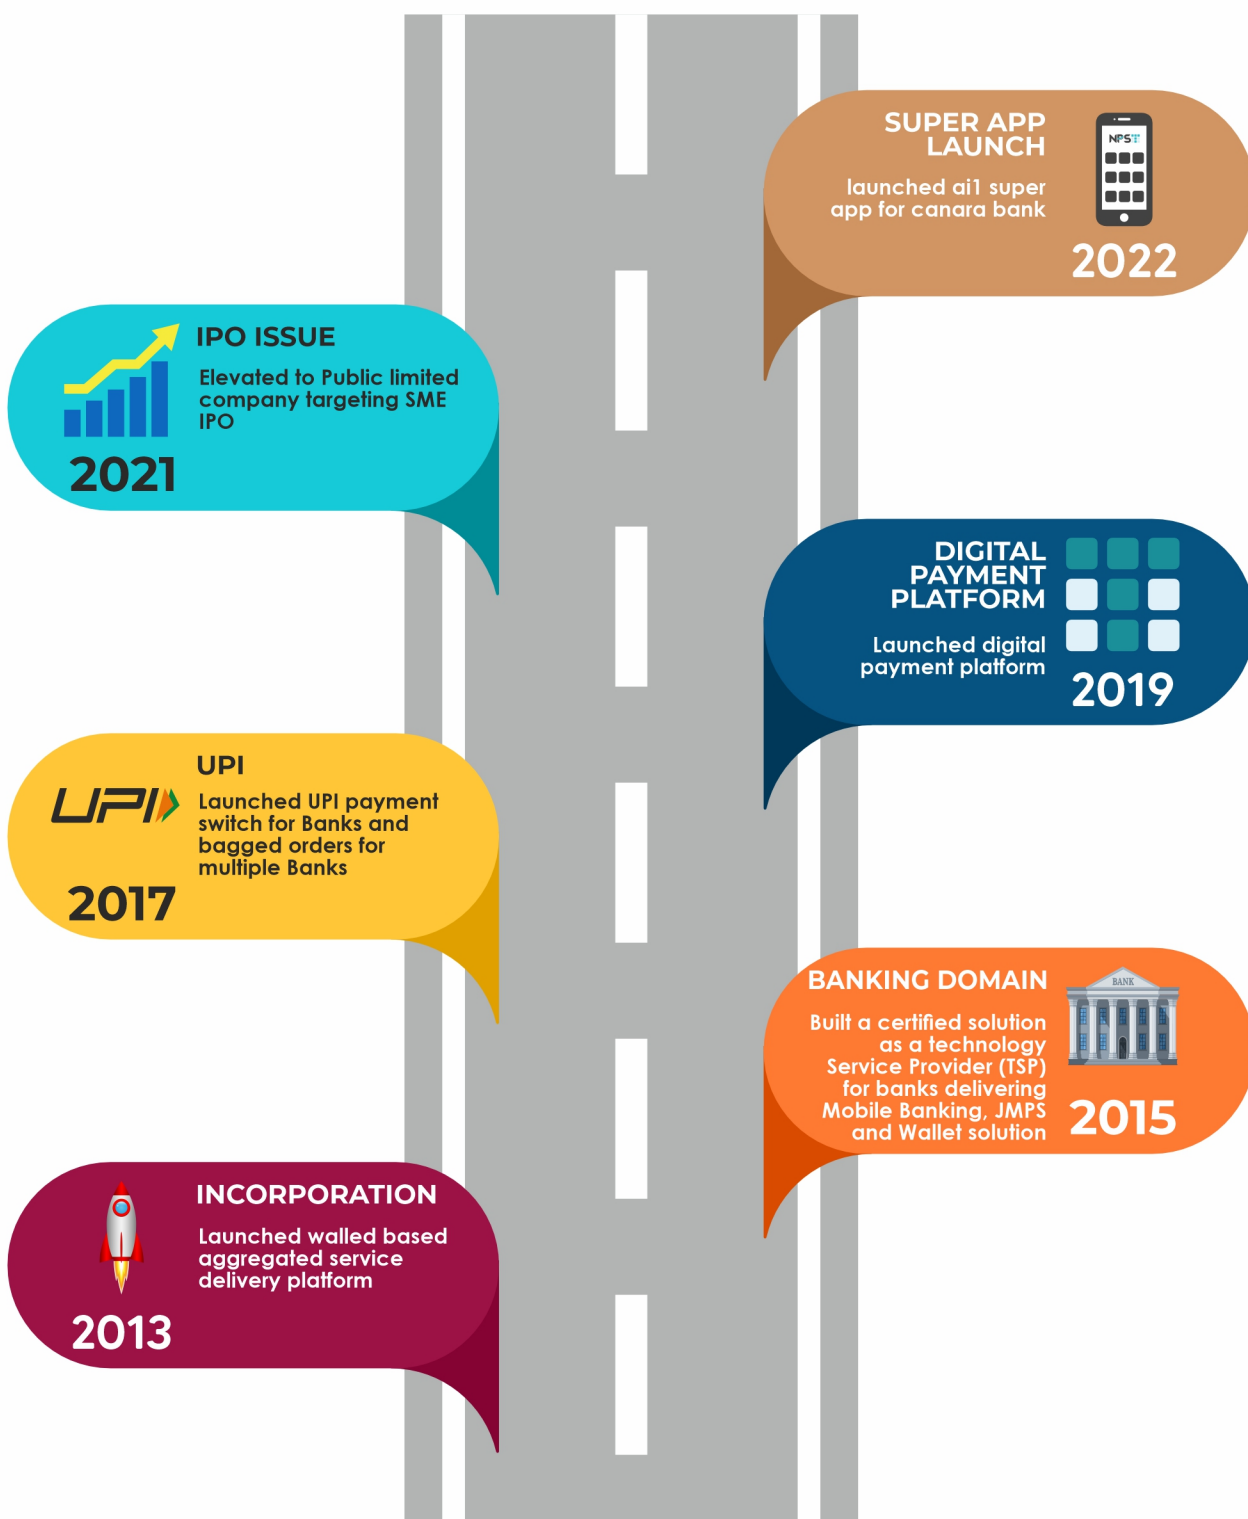 SUPER APP
LAUNCH
launched ai1 super
app for canara bank
NPST
2022
IPO ISSUE
Elevated to Public limited
company targeting SME
IPO
2021
DIGITAL
PAYMENT
PLATFORM
Launched digital
payment platform
2019
UPI
UPI
Launched UPI payment
switch for Banks and
bagged orders for
multiple Banks
2017
BANKING DOMAIN
BANK
Built a certified solution
as a technology
Service Provider (TSP)
for banks delivering
Mobile Banking, JMPS
and Wallet solution
2015
INCORPORATION
Launched walled based
aggregated service
delivery platform
2013